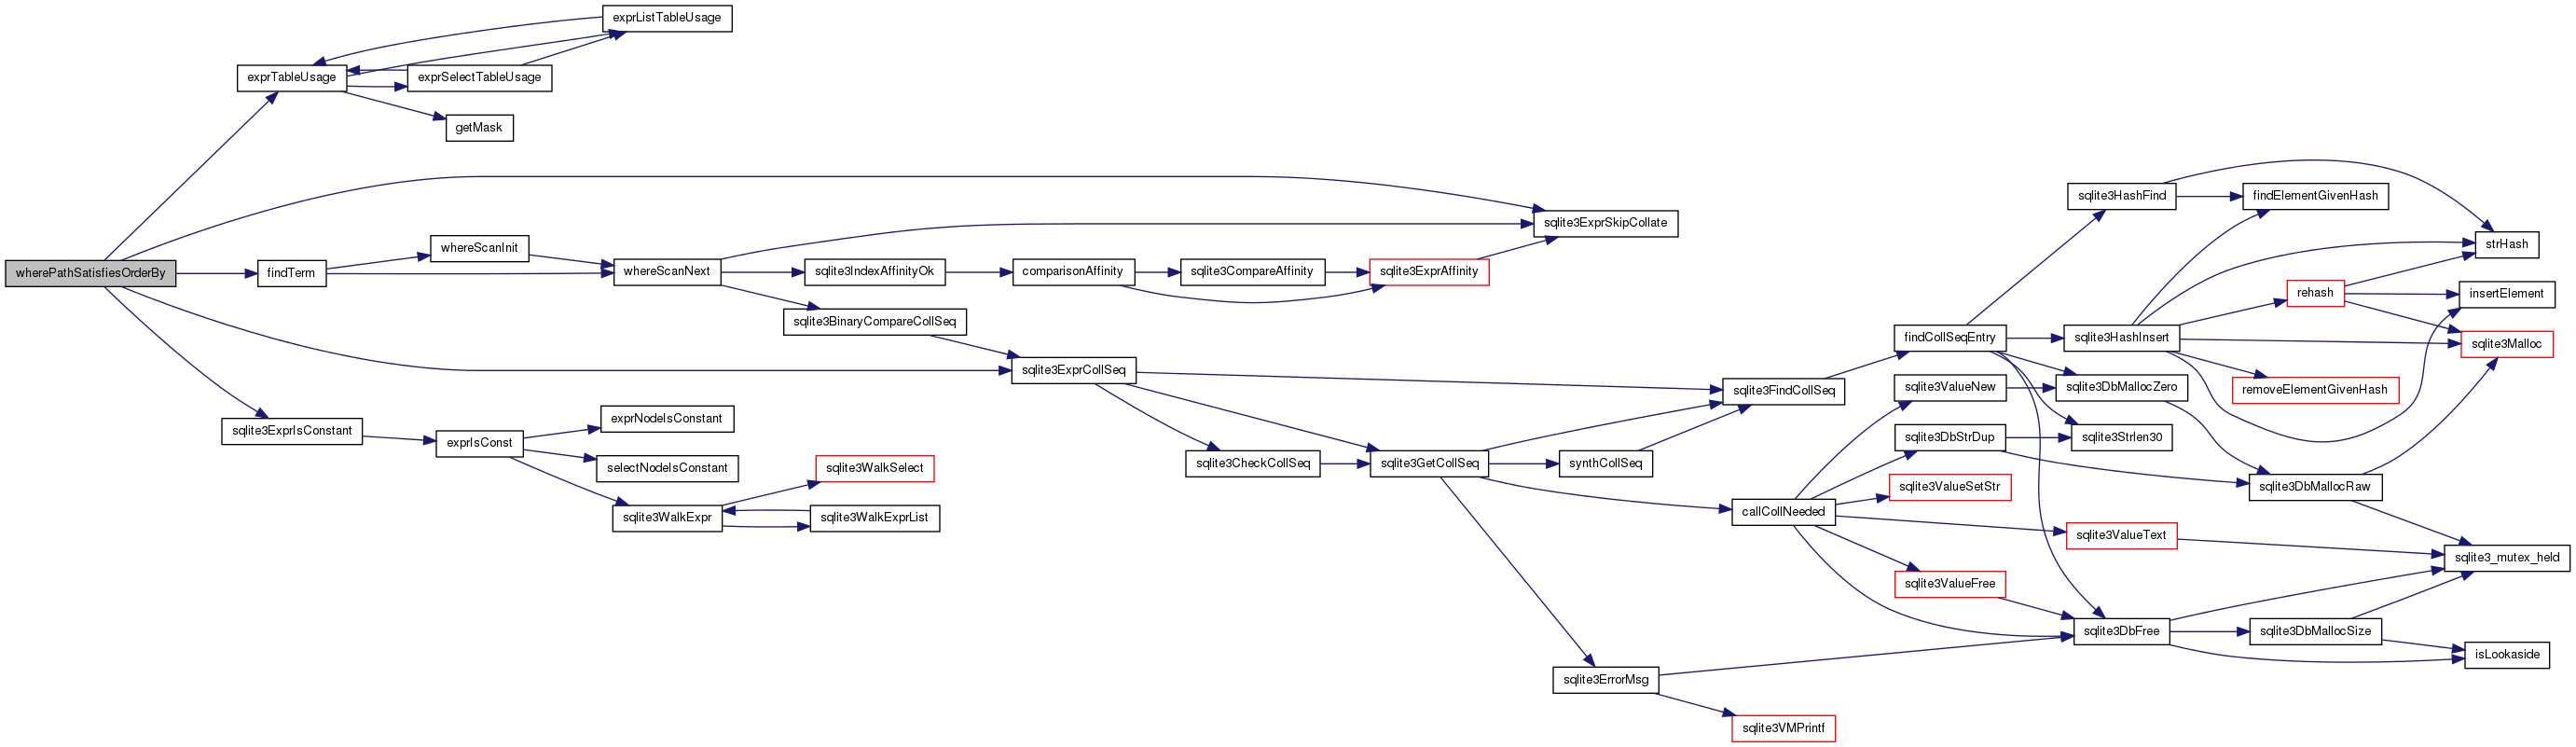 exprListTableUsage
exprTableUsage
exprSelectTableUsage
getMask
wherePathSatisfiesOrderBy
findTerm
whereScanInit
whereScanNext
sqlite3ExprSkipCollate
sqlite3IndexAffinityOk
comparisonAffinity
sqlite3CompareAffinity
sqlite3ExprAffinity
sqlite3BinaryCompareCollSeq
sqlite3ExprCollSeq
sqlite3ExprIsConstant
exprIsConst
exprNodeIsConstant
selectNodeIsConstant
sqlite3WalkExpr
sqlite3WalkSelect
sqlite3WalkExprList
sqlite3CheckCollSeq
sqlite3GetCollSeq
synthCollSeq
sqlite3FindCollSeq
sqlite3ErrorMsg
sqlite3VMPrintf
callCollNeeded
findCollSeqEntry
sqlite3ValueNew
sqlite3DbStrDup
sqlite3ValueSetStr
sqlite3ValueText
sqlite3ValueFree
sqlite3HashFind
sqlite3HashInsert
sqlite3DbMallocZero
sqlite3Strlen30
sqlite3DbFree
findElementGivenHash
rehash
removeElementGivenHash
sqlite3DbMallocRaw
sqlite3DbMallocSize
strHash
insertElement
sqlite3Malloc
sqlite3_mutex_held
isLookaside